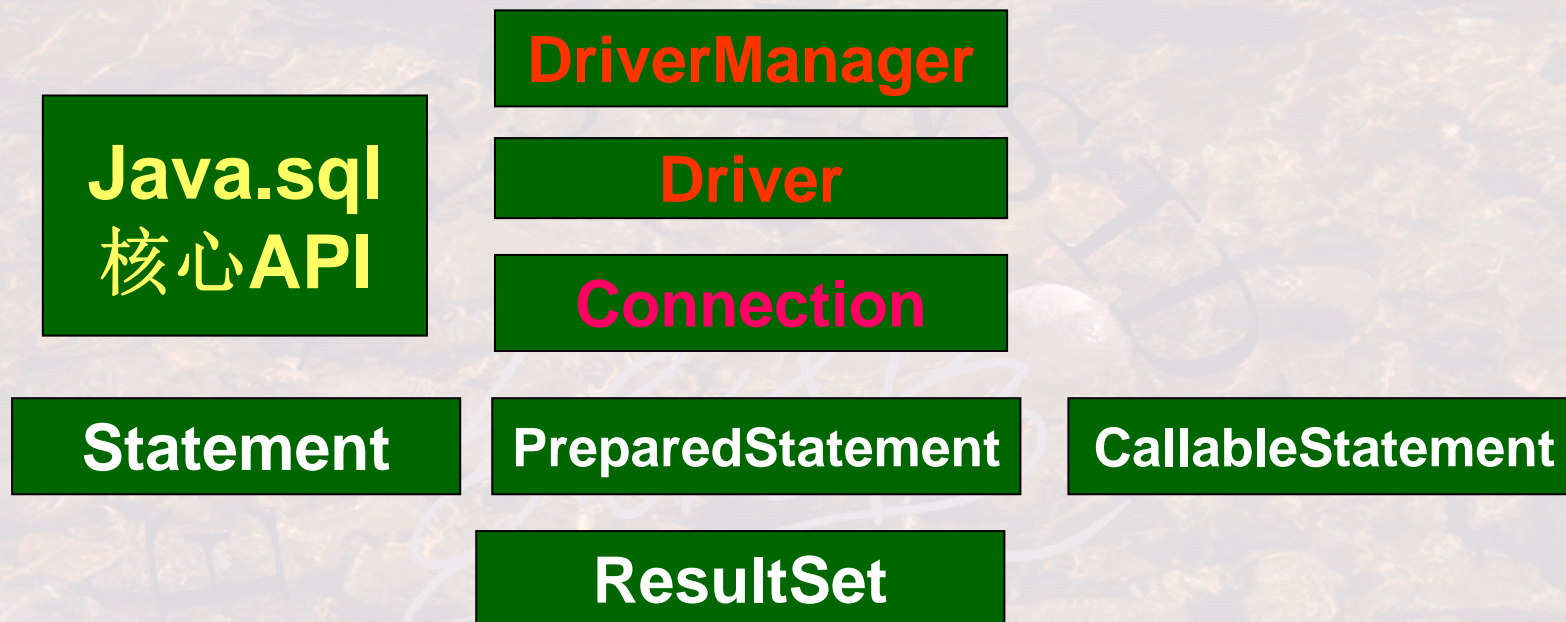 DriverManager
Java.sql
核心API
Driver
Connection
Statement
PreparedStatement
CallableStatement
ResultSet